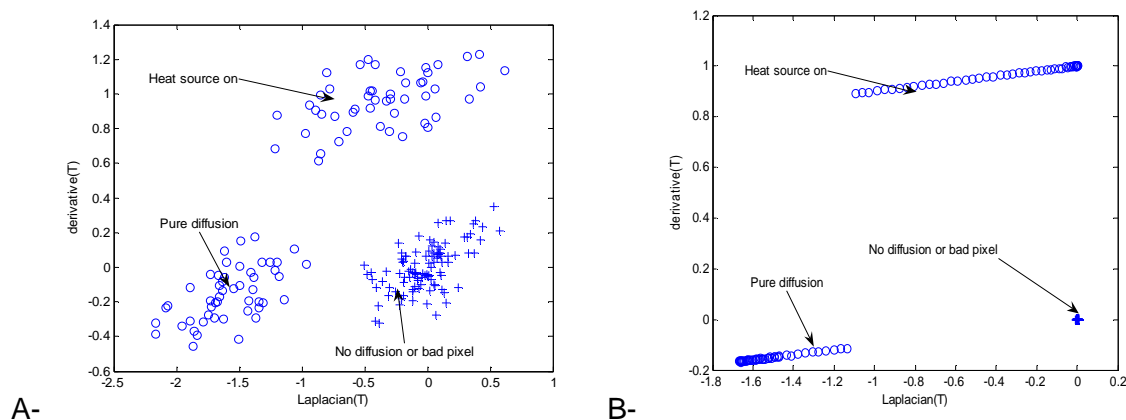 1.4
1.2
1
0.8
0.6
0.4
0.2
0
-0.2
-0.4
-0.6
derivative(T)
Heat source on
Pure diffusion
No diffusion or bad pixel
-2.5 -2 -1.5 -1 -0.5 0 0.5 1
Laplacian(T)
A-
1.2
1
0.8
0.6
0.4
0.2
0
-0.2
derivative(T)
Heat source on
No diffusion or bad pixel
Pure diffusion
-1.8 -1.6 -1.4 -1.2 -1 -0.8 -0.6 -0.4 -0.2 0 0.2
Laplacian(T)
B-